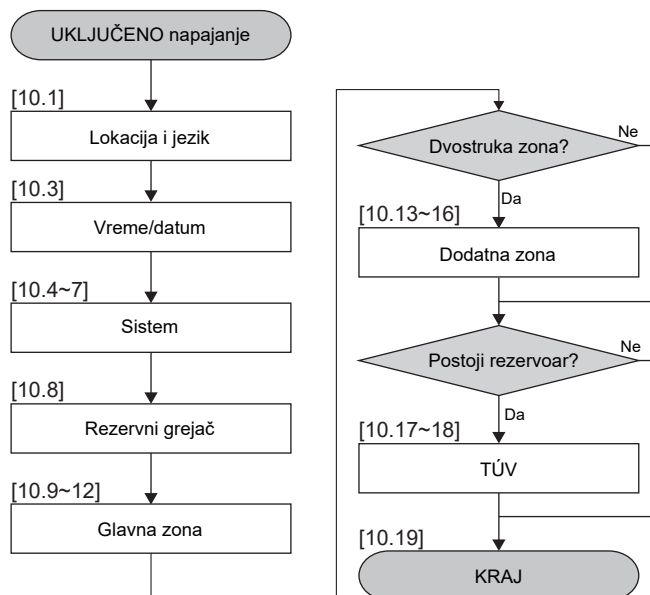 UKLJUČENO napajanje
[10.1]
Lokacija i jezik
[10.3]
Vreme/datum
[10.4~7]
Sistem
[10.8]
Rezervni grejač
[10.9~12]
Glavna zona
Dvostruka zona?
Ne
Da
[10.13~16]
Dodatna zona
Postoji rezervoar?
Ne
Da
[10.17~18]
TÚV
[10.19]
KRAJ